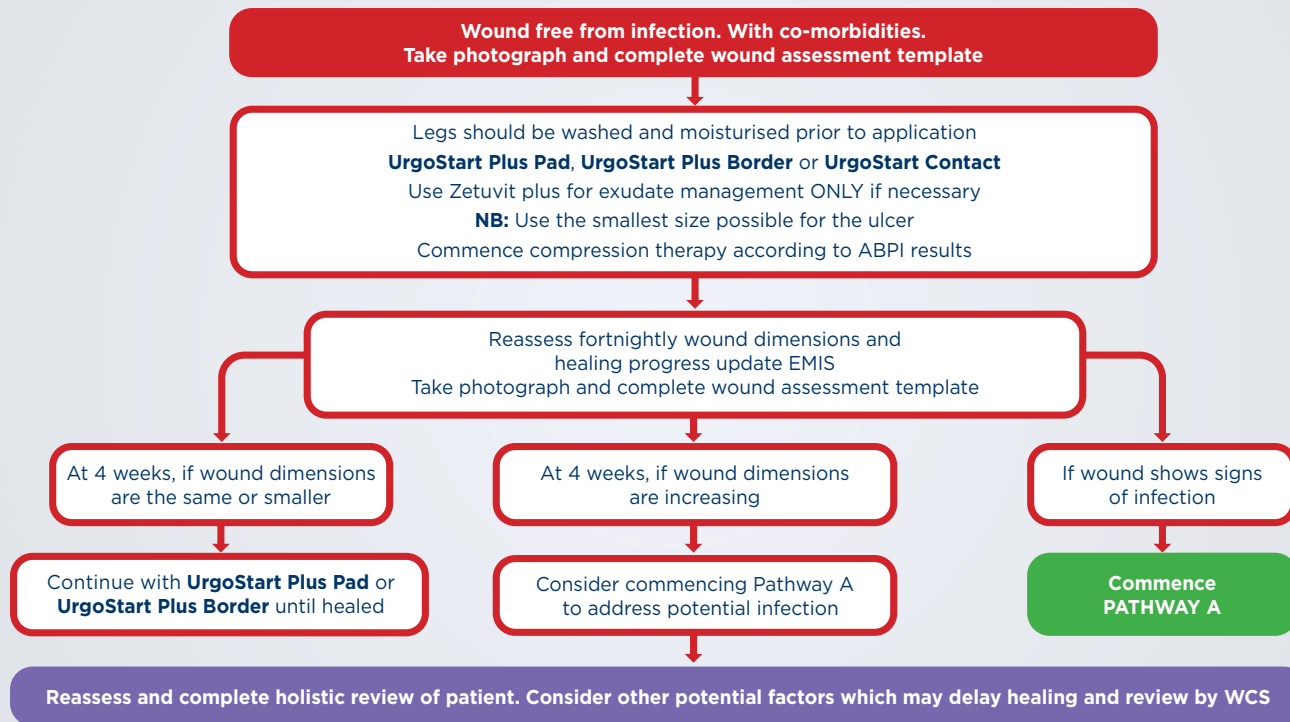 Wound free from infection. With co-morbidities.
Take photograph and complete wound assessment template
Legs should be washed and moisturised prior to application
UrgoStart Plus Pad, UrgoStart Plus Border or UrgoStart Contact
Use Zetuvit plus for exudate management ONLY if necessary
NB: Use the smallest size possible for the ulcer
Commence compression therapy according to ABPI results
Reassess fortnightly wound dimensions and
healing progress update EMIS
Take photograph and complete wound assessment template
At 4 weeks, if wound dimensions
are the same or smaller
At 4 weeks, if wound dimensions
are increasing
If wound shows signs
of infection
Continue with UrgoStart Plus Pad or
UrgoStart Plus Border until healed
Consider commencing Pathway A
to address potential infection
Commence
PATHWAY A
Reassess and complete holistic review of patient. Consider other potential factors which may delay healing and review by WCS